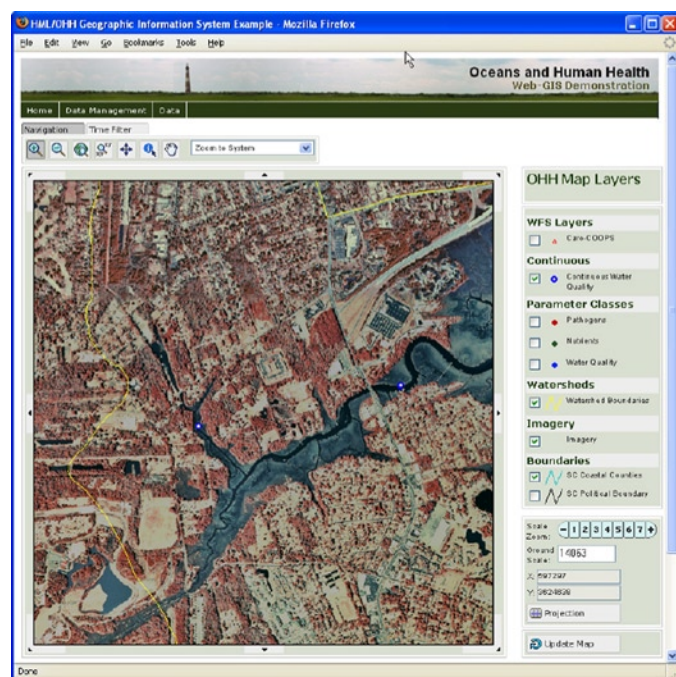 HML/OHH Geographic Information System Example - Mozilla Firefox
File Edit View Go Bookmarks Tools Help
Oceans and Human Health
Web-GIS Demonstration
Home Data Management Data
Navigation Time Filter
Zoom to System
OHH Map Layers
WFS Layers
Caro-COOPS
Continuous
Continuous Water
Quality
Parameter Classes
Pathogens
Nutrients
Water Quality
Watersheds
Watershed Boundaries
Imagery
Imagery
Boundaries
SC Coastal Counties
SC Political Boundary
Scale
Zoom: - 1 2 3 4 5 6 7 +
Ground
Scale: 14063
X: 597297
Y: 3624638
Projection
Update Map
Done